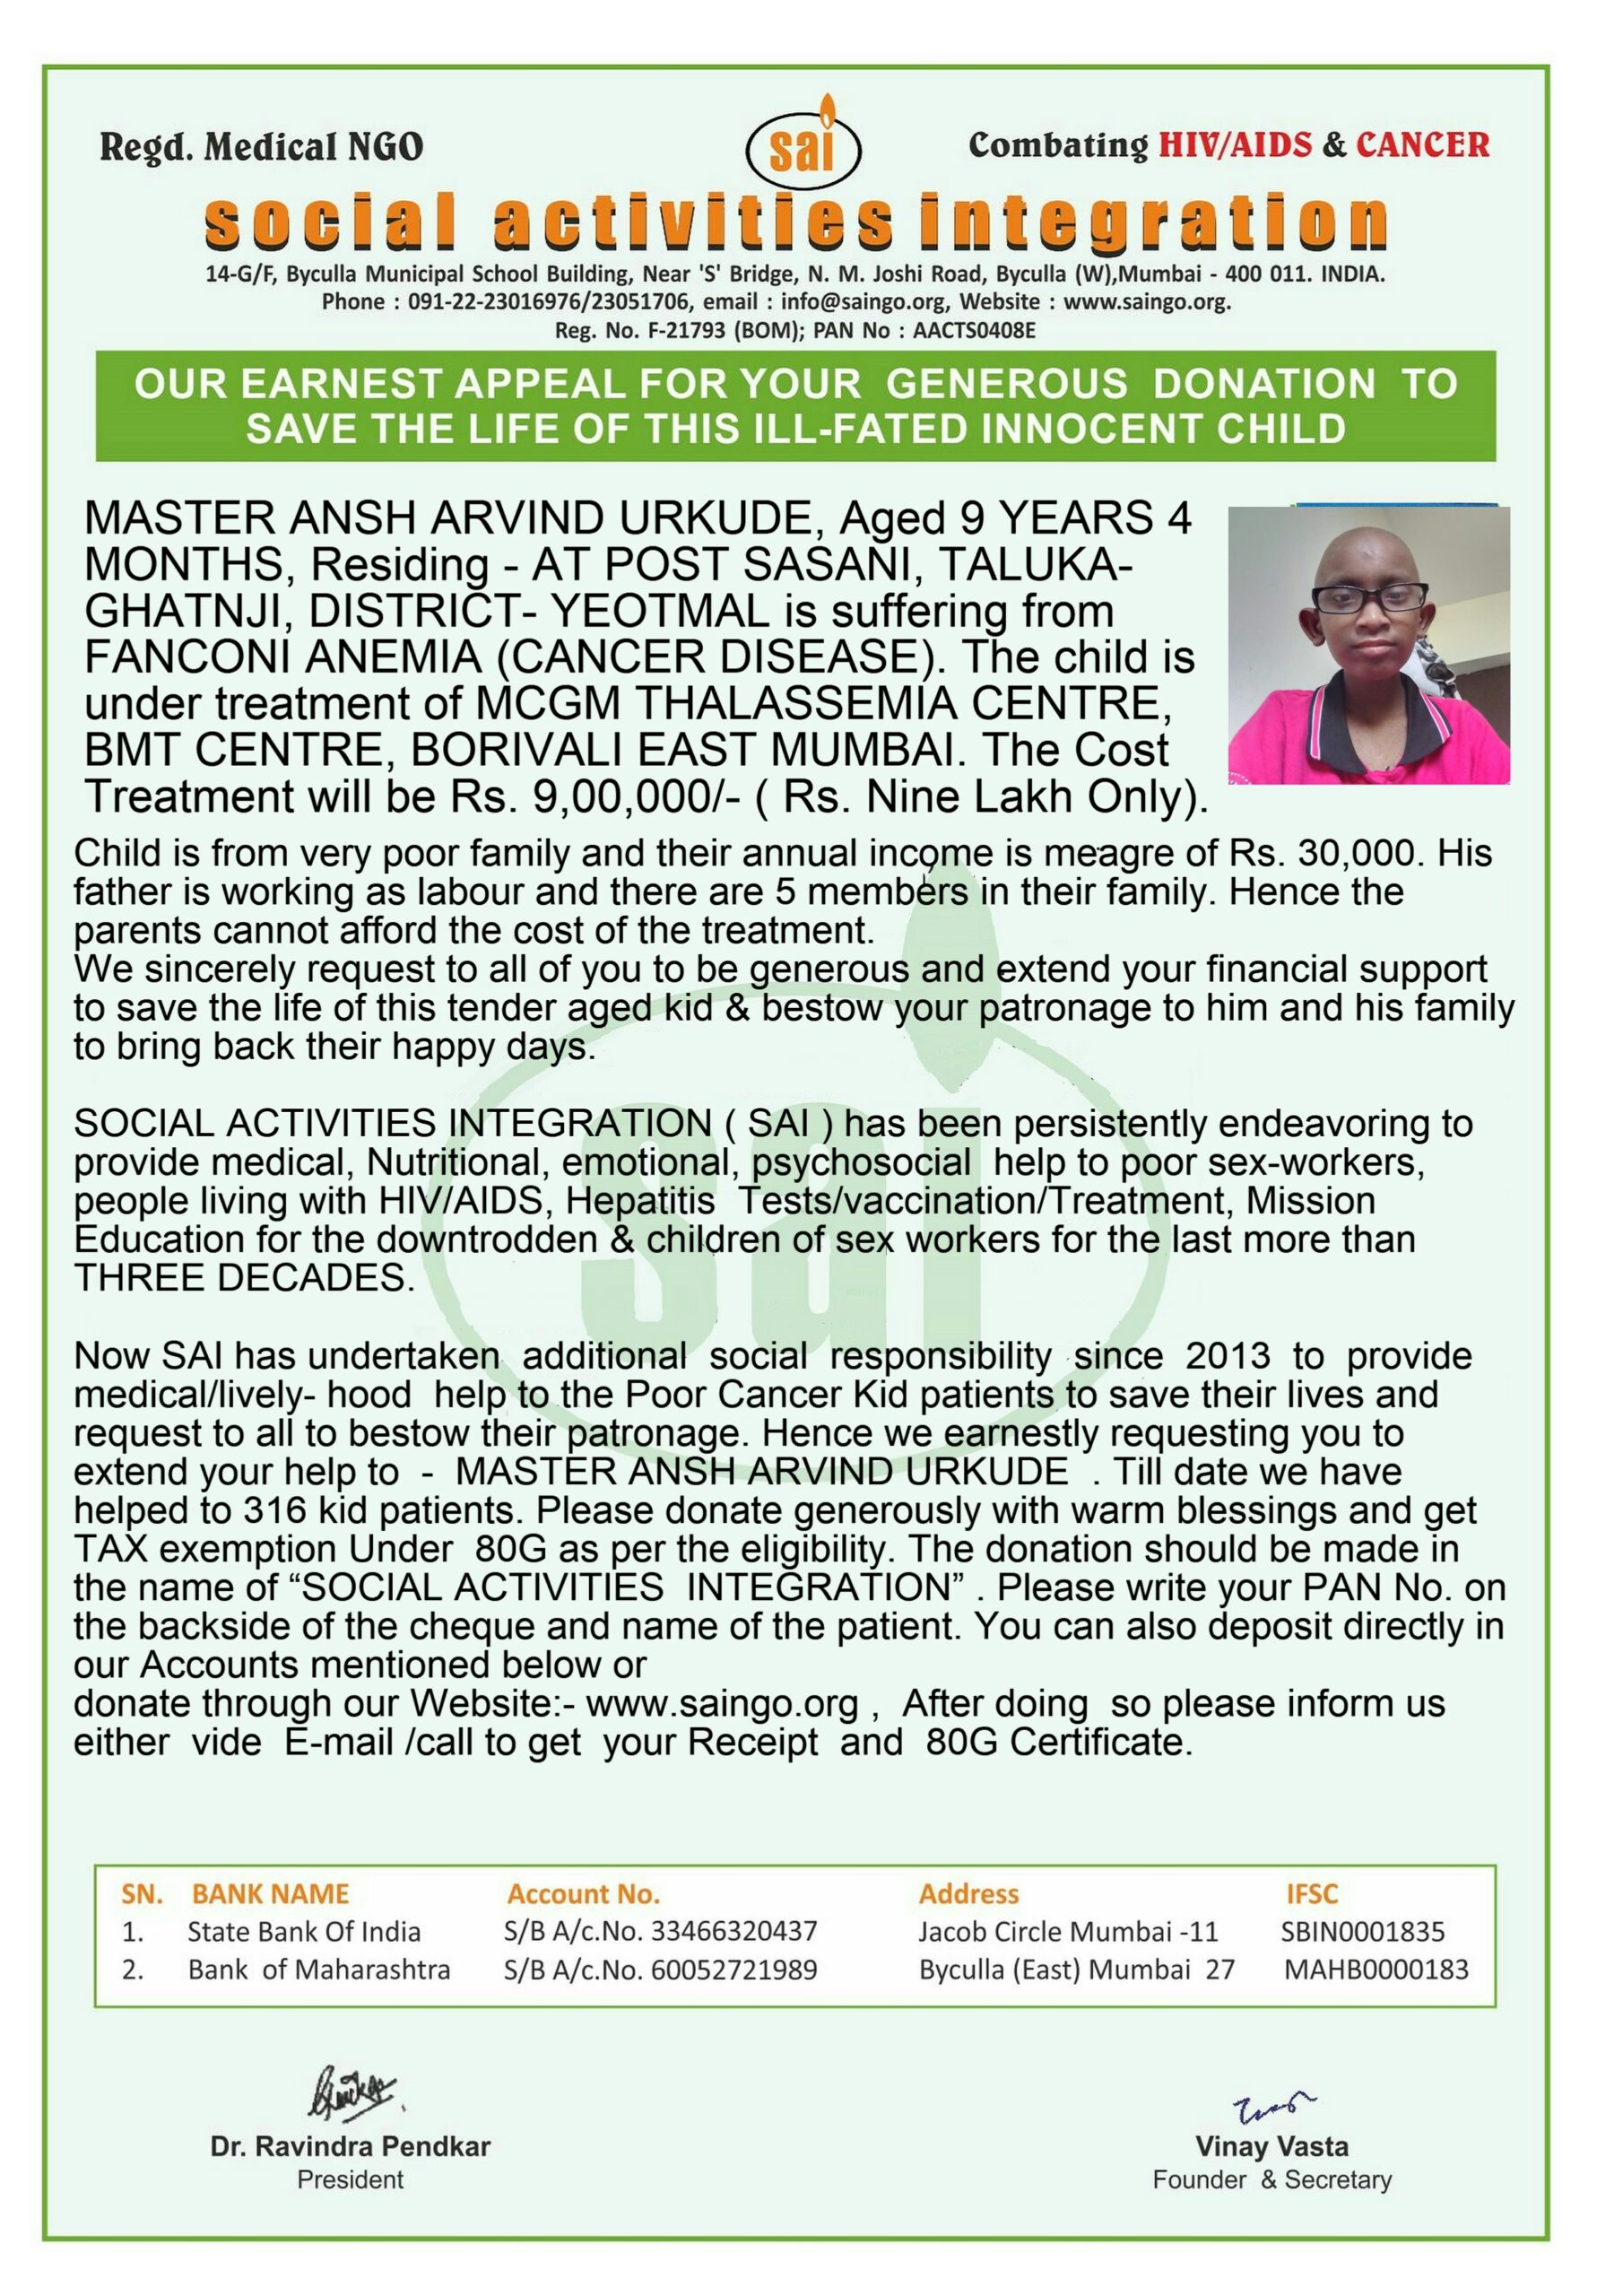 Regd. Medical NGO
sai
Combating HIV/AIDS & CANCER
social activities integration
14-G/F, Byculla Municipal School Building, Near 'S' Bridge, N. M. Joshi Road, Byculla (W),Mumbai - 400 011. INDIA.
Phone : 091-22-23016976/23051706, email : info@saingo.org, Website : www.saingo.org.
Reg. No. F-21793 (BOM); PAN No : AACTS0408E
OUR EARNEST APPEAL FOR YOUR GENEROUS DONATION TO
SAVE THE LIFE OF THIS ILL-FATED INNOCENT CHILD
MASTER ANSH ARVIND URKUDE, Aged 9 YEARS 4
MONTHS, Residing - AT POST SASANI, TALUKA-
GHATNJI, DISTRICT- YEOTMAL is suffering from
FANCONI ANEMIA (CANCER DISEASE). The child is
under treatment of MCGM THALASSEMIA CENTRE,
BMT CENTRE, BORIVALI EAST MUMBAI. The Cost
Treatment will be Rs. 9,00,000/- ( Rs. Nine Lakh Only).
Child is from very poor family and their annual income is meagre of Rs. 30,000. His
father is working as labour and there are 5 members in their family. Hence the
parents cannot afford the cost of the treatment.
We sincerely request to all of you to be generous and extend your financial support
to save the life of this tender aged kid & bestow your patronage to him and his family
to bring back their happy days.
SOCIAL ACTIVITIES INTEGRATION ( SAI ) has been persistently endeavoring to
provide medical, Nutritional, emotional, psychosocial help to poor sex-workers,
people living with HIV/AIDS, Hepatitis Tests/vaccination/Treatment, Mission
Education for the downtrodden & children of sex workers for the last more than
THREE DECADES.
Now SAI has undertaken additional social responsibility since 2013 to provide
medical/lively- hood help to the Poor Cancer Kid patients to save their lives and
request to all to bestow their patronage. Hence we earnestly requesting you to
extend your help to - MASTER ANSH ARVIND URKUDE . Till date we have
helped to 316 kid patients. Please donate generously with warm blessings and get
TAX exemption Under 80G as per the eligibility. The donation should be made in
the name of “SOCIAL ACTIVITIES INTEGRATION” . Please write your PAN No. on
the backside of the cheque and name of the patient. You can also deposit directly in
our Accounts mentioned below or
donate through our Website:- www.saingo.org , After doing so please inform us
either vide E-mail /call to get your Receipt and 80G Certificate.
sai
SN. BANK NAME Account No. Address IFSC
1. State Bank Of India S/B A/c.No. 33466320437 Jacob Circle Mumbai -11 SBIN0001835
2. Bank of Maharashtra S/B A/c.No. 60052721989 Byculla (East) Mumbai 27 MAHB0000183
Dr. Ravindra Pendkar
President
Vinay Vasta
Founder & Secretary